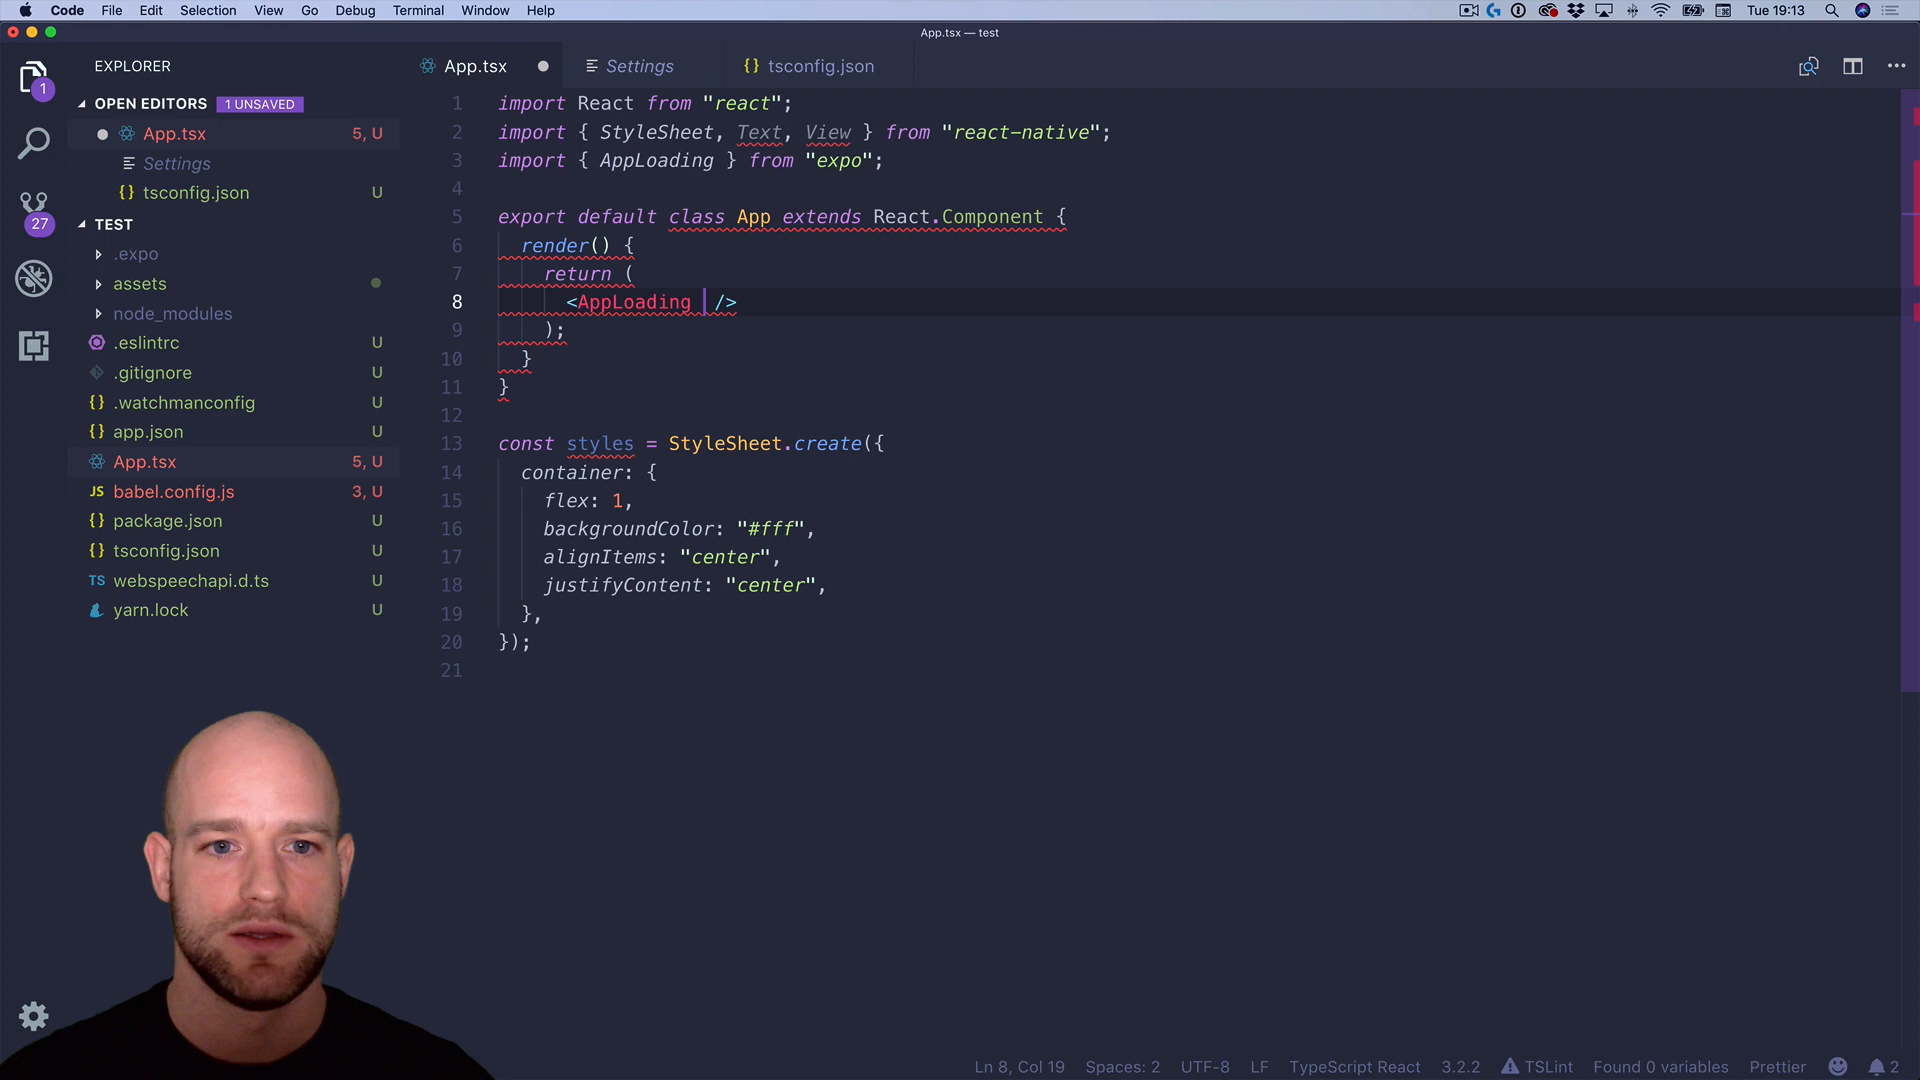 Code File Edit Selection View Go Debug Terminal Window Help Tue 19:13
App.tsx — test
EXPLORER
App.tsx
Settings
{} tsconfig.json
1
OPEN EDITORS 1 UNSAVED
App.tsx 5, U
Settings
{} tsconfig.json U
27
TEST
.expo
assets
node_modules
.eslintrc U
.gitignore U
{} .watchmanconfig U
{} app.json U
App.tsx 5, U
JS babel.config.js 3, U
{} package.json U
{} tsconfig.json U
TS webspeechapi.d.ts U
yarn.lock U
1 import React from "react";
2 import { StyleSheet, Text, View } from "react-native";
3 import { AppLoading } from "expo";
4
5 export default class App extends React.Component {
6 render() {
7 return (
8 <AppLoading />
9 );
10 }
11 }
12
13 const styles = StyleSheet.create({
14 container: {
15 flex: 1,
16 backgroundColor: "#fff",
17 alignItems: "center",
18 justifyContent: "center",
19 },
20 });
21
Ln 8, Col 19 Spaces: 2 UTF-8 LF TypeScript React 3.2.2 TSLint Found 0 variables Prettier 2